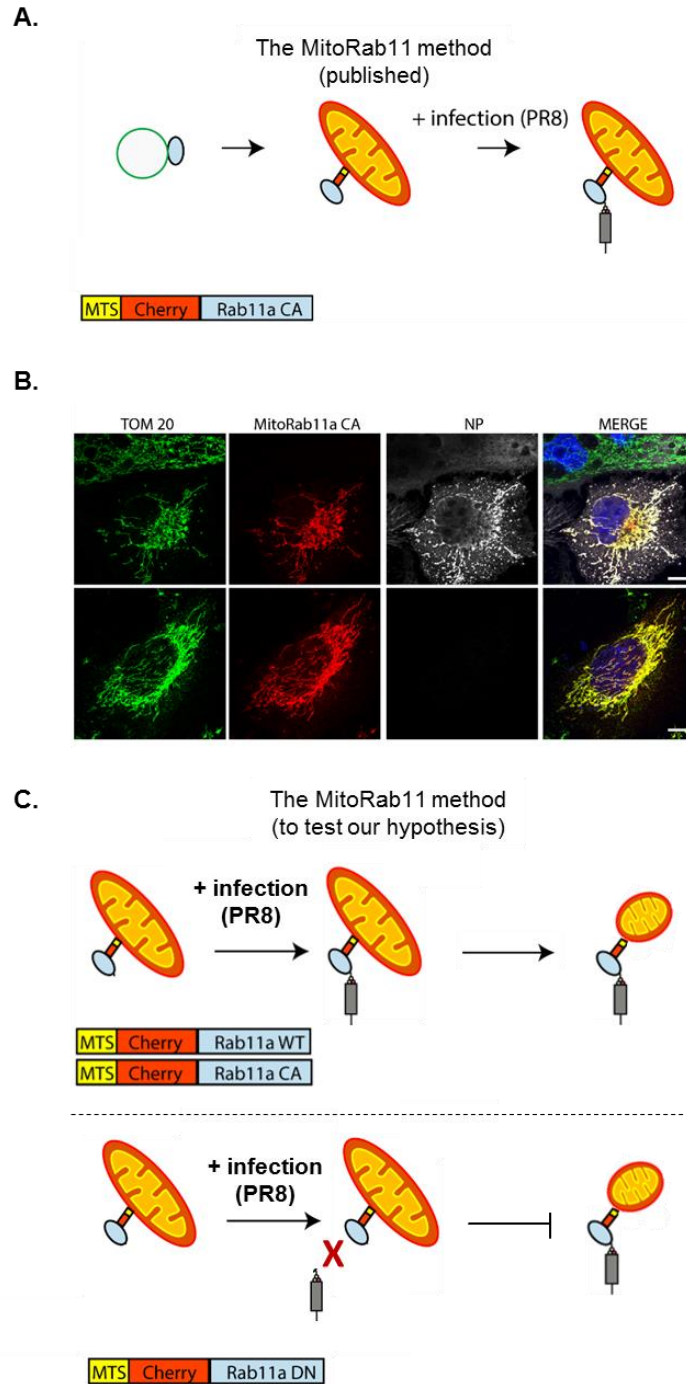 A.
The MitoRab11 method
(published)
+ infection (PR8)
MTS Cherry Rab11a CA
B.
TOM 20 MitoRab11a CA NP MERGE
C.
The MitoRab11 method
(to test our hypothesis)
+ infection
(PR8)
MTS Cherry Rab11a WT
MTS Cherry Rab11a CA
+ infection
(PR8)
X
MTS Cherry Rab11a DN